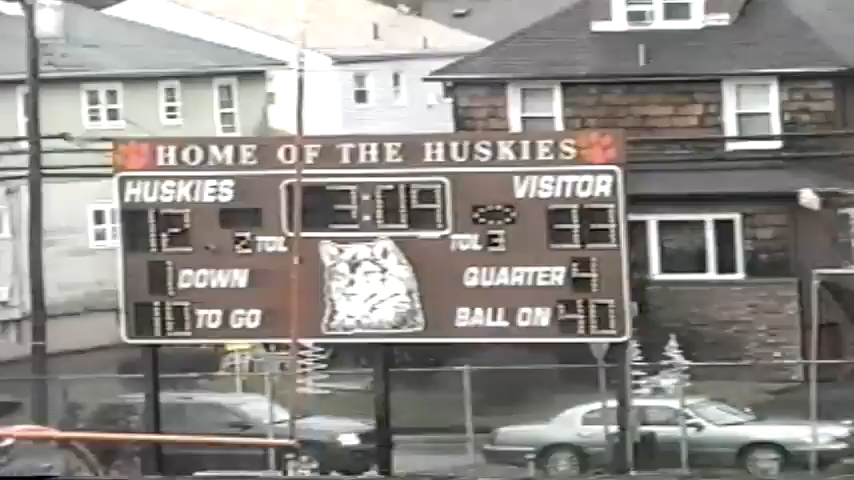 HOME OF THE HUSKIES
HUSKIES 3:09 VISITOR
12 2 TOL TOL 3 33
1 DOWN QUARTER 4
10 TO GO BALL ON 40